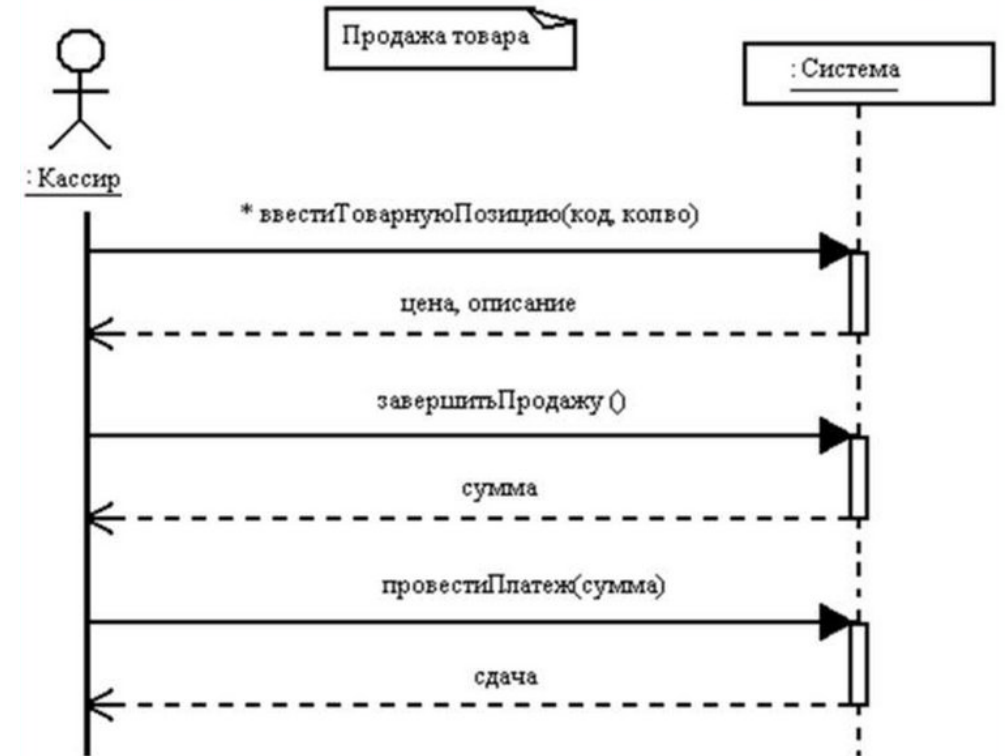 Продажа товара
: Система
: Кассир
* ввестиТоварнуюПозицию(код, колво)
цена, описание
завершитьПродажу ()
сумма
провестиПлатеж(сумма)
сдача